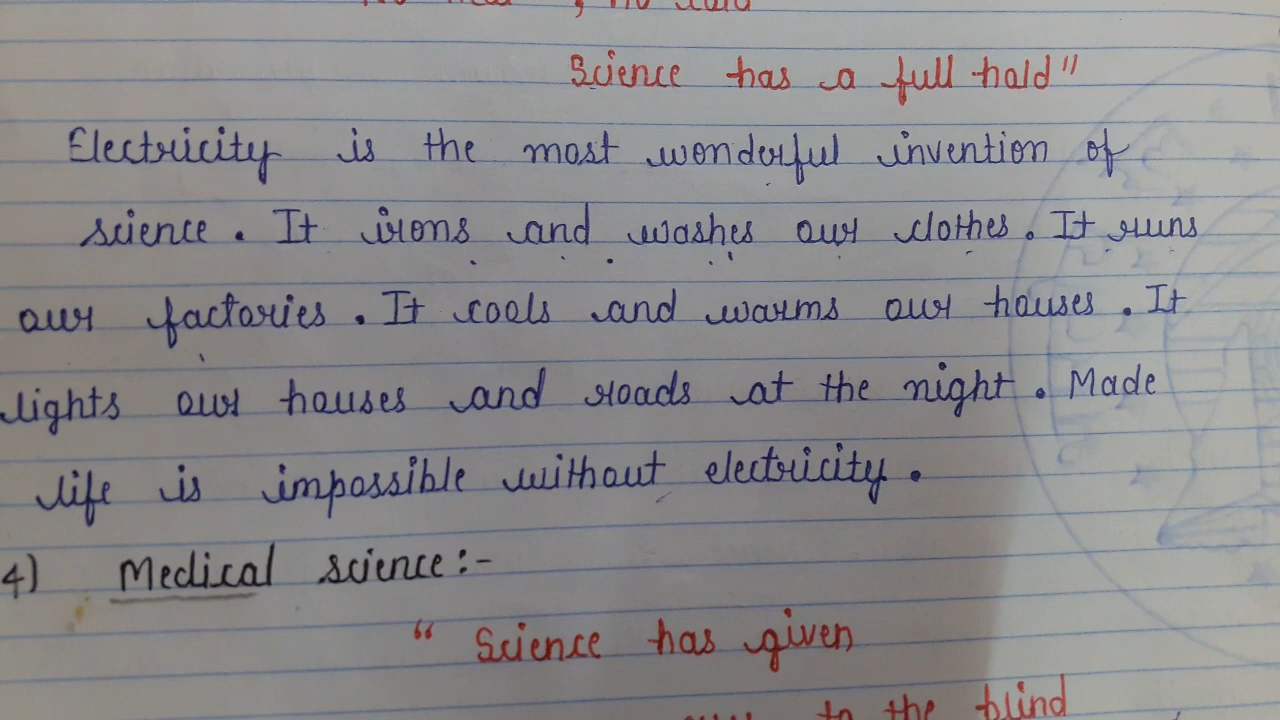 Science has a full hold"
Electricity is the most wonderful invention of
science. It irons and washes our clothes. It runs
our factories. It cools and warms our houses. It
lights our houses and roads at the night. Made
life is impossible without electricity.
4) Medical science:-
" Science has given
to the blind